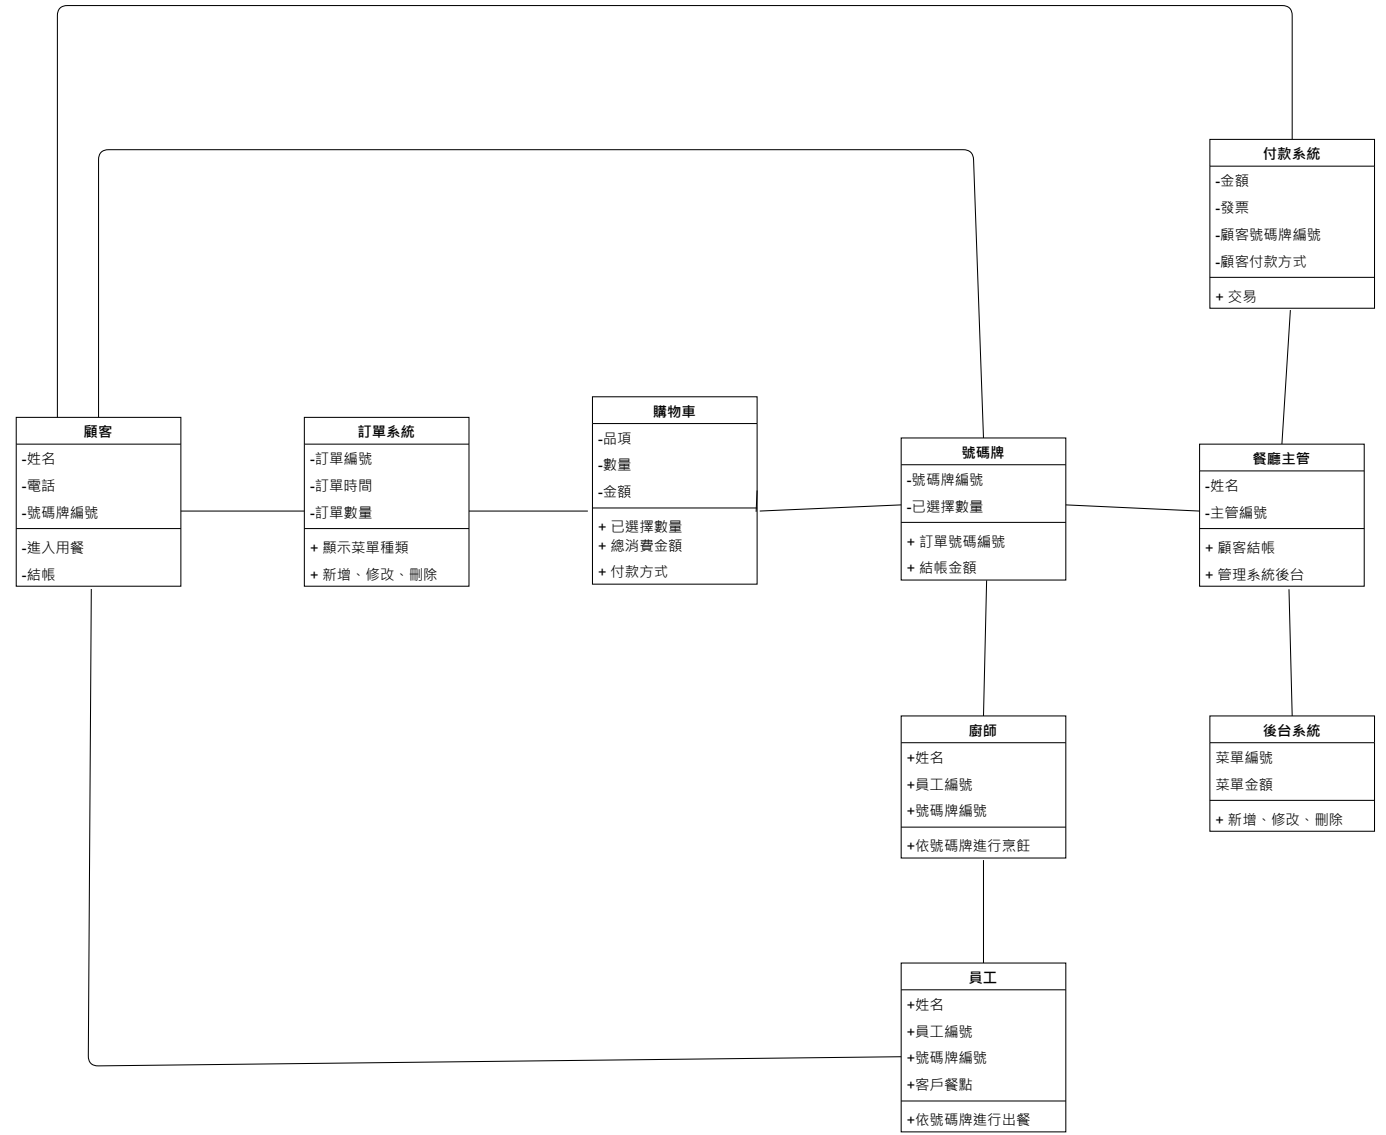 付款系統
-金額
-發票
-顧客號碼牌編號
-顧客付款方式
+ 交易
顧客
-姓名
-電話
-號碼牌編號
-進入用餐
-結帳
訂單系統
-訂單編號
-訂單時間
-訂單數量
+ 顯示菜單種類
+ 新增、修改、刪除
購物車
-品項
-數量
-金額
+ 已選擇數量
+ 總消費金額
+ 付款方式
號碼牌
-號碼牌編號
-已選擇數量
+ 訂單號碼編號
+ 結帳金額
餐廳主管
-姓名
-主管編號
+ 顧客結帳
+ 管理系統後台
廚師
+姓名
+員工編號
+號碼牌編號
+依號碼牌進行烹飪
後台系統
菜單編號
菜單金額
+ 新增、修改、刪除
員工
+姓名
+員工編號
+號碼牌編號
+客戶餐點
+依號碼牌進行出餐